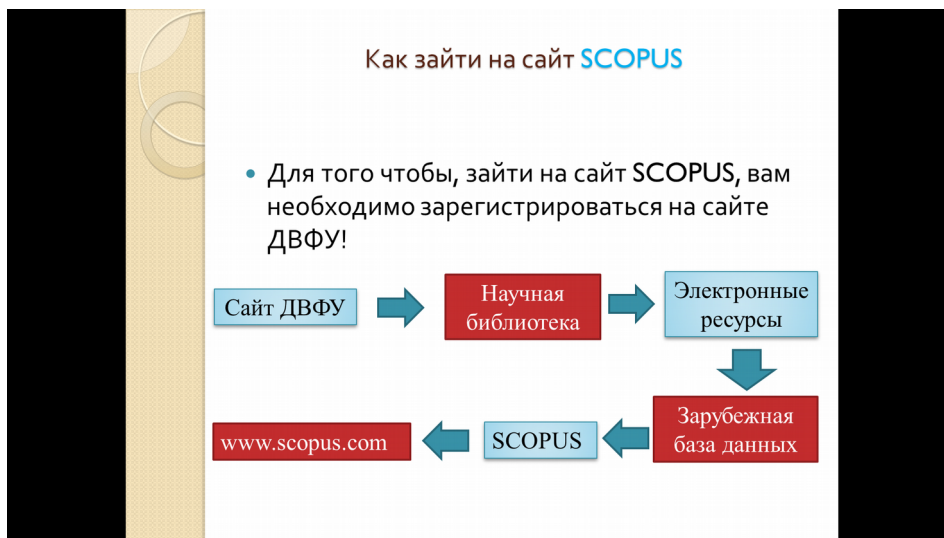 Как зайти на сайт SCOPUS
• Для того чтобы, зайти на сайт SCOPUS, вам
необходимо зарегистрироваться на сайте
ДВФУ!
Сайт ДВФУ
Научная
библиотека
Электронные
ресурсы
Зарубежная
база данных
SCOPUS
www.scopus.com